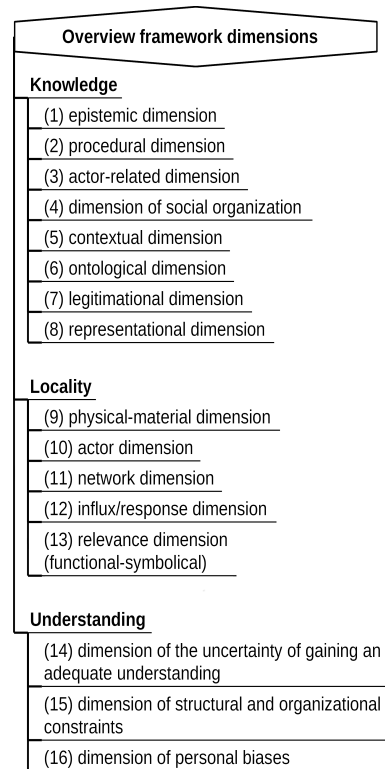 Overview framework dimensions
Knowledge
(1) epistemic dimension
(2) procedural dimension
(3) actor-related dimension
(4) dimension of social organization
(5) contextual dimension
(6) ontological dimension
(7) legitimational dimension
(8) representational dimension
Locality
(9) physical-material dimension
(10) actor dimension
(11) network dimension
(12) influx/response dimension
(13) relevance dimension
(functional-symbolical)
Understanding
(14) dimension of the uncertainty of gaining an
adequate understanding
(15) dimension of structural and organizational
constraints
(16) dimension of personal biases